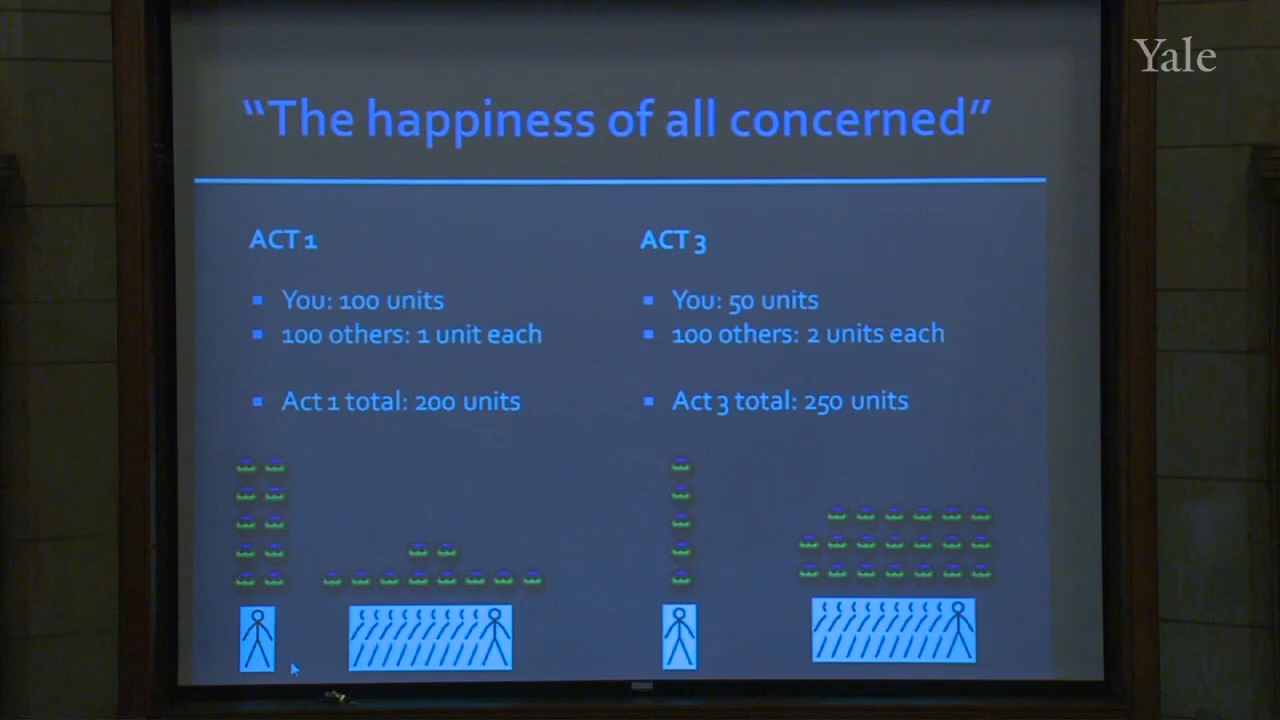 Yale
“The happiness of all concerned”
ACT 1
You: 100 units
100 others: 1 unit each
Act 1 total: 200 units
ACT 3
You: 50 units
100 others: 2 units each
Act 3 total: 250 units